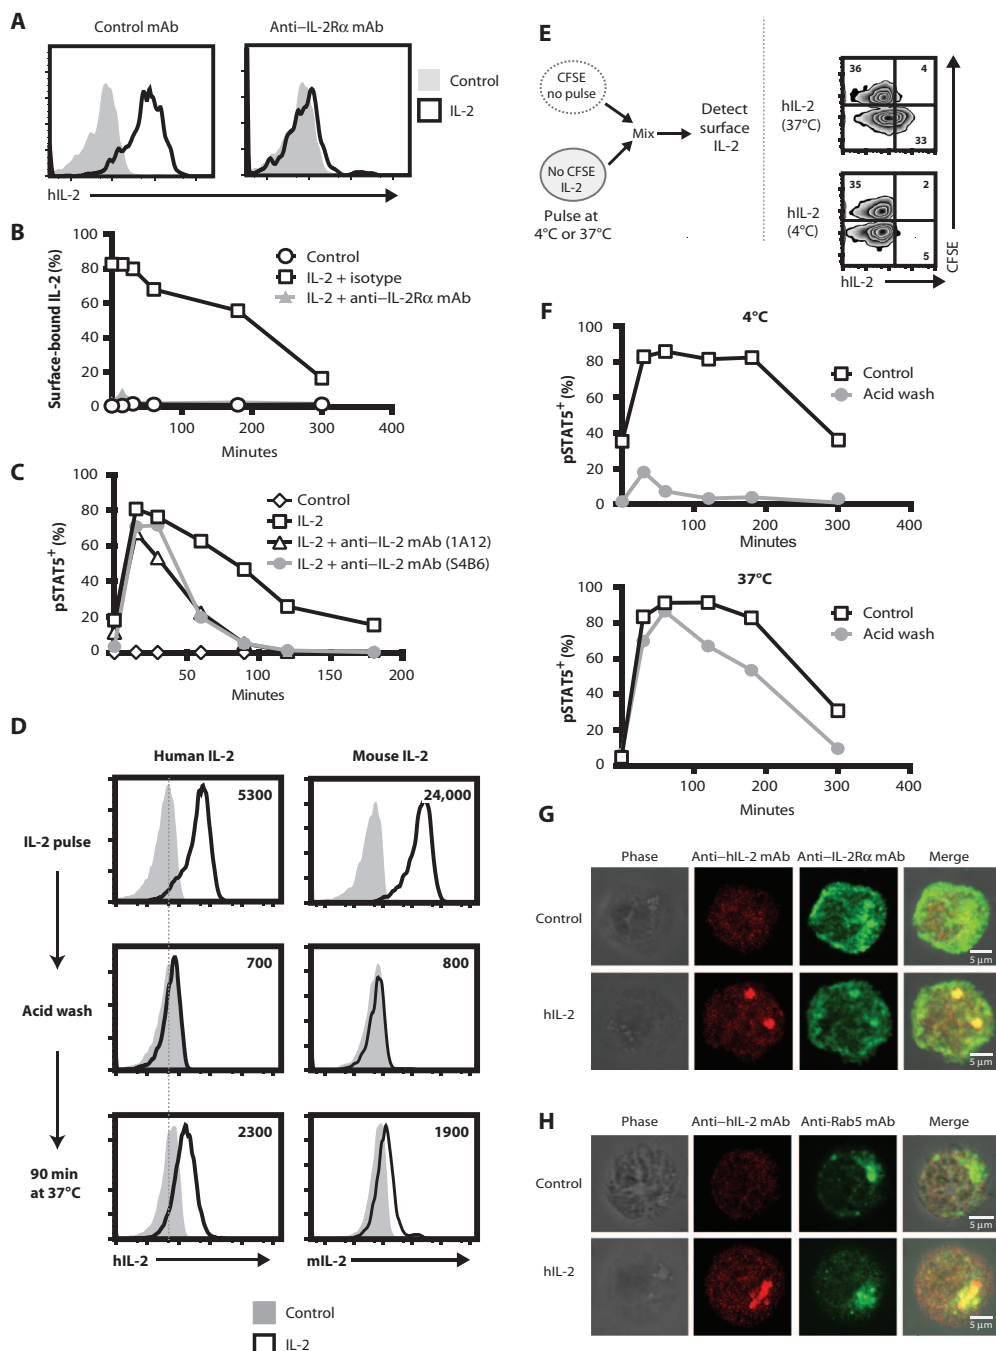 A
Control mAb
Anti–IL-2Rα mAb
Control
IL-2
hIL-2
B
Surface-bound IL-2 (%)
100
80
60
40
20
0
100
200
300
400
Minutes
Control
IL-2 + isotype
IL-2 + anti–IL-2Rα mAb
C
pSTAT5+ (%)
100
80
60
40
20
0
50
100
150
200
Minutes
Control
IL-2
IL-2 + anti–IL-2 mAb (1A12)
IL-2 + anti–IL-2 mAb (S4B6)
D
Human IL-2
Mouse IL-2
IL-2 pulse
5300
24,000
Acid wash
700
800
90 min
at 37°C
2300
1900
hIL-2
mIL-2
Control
IL-2
E
CFSE
no pulse
No CFSE
IL-2
Pulse at
4°C or 37°C
Mix
Detect
surface
IL-2
hIL-2
(37°C)
36
4
33
hIL-2
(4°C)
35
2
5
hIL-2
CFSE
F
4°C
pSTAT5+ (%)
100
80
60
40
20
0
100
200
300
400
Minutes
Control
Acid wash
37°C
pSTAT5+ (%)
100
80
60
40
20
0
100
200
300
400
Minutes
Control
Acid wash
G
Phase
Anti–hIL-2 mAb
Anti–IL-2Rα mAb
Merge
Control
5 μm
hIL-2
5 μm
H
Phase
Anti–hIL-2 mAb
Anti-Rab5 mAb
Merge
Control
5 μm
hIL-2
5 μm